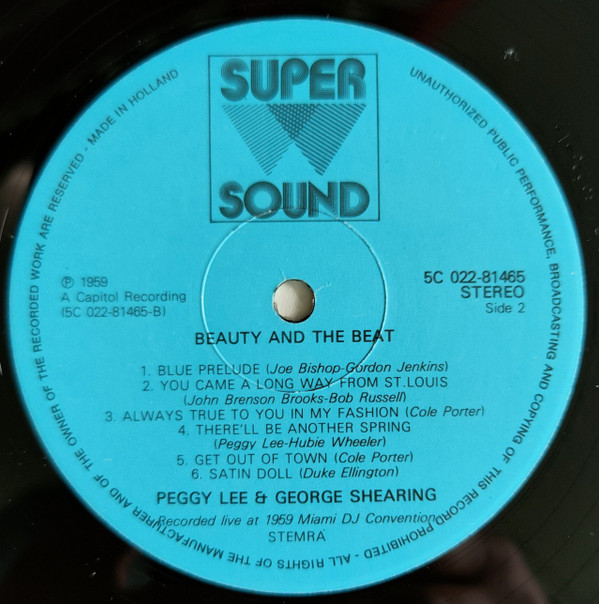 SUPER
SOUND
MADE IN HOLLAND - ALL RIGHTS OF THE MANUFACTURER AND OF THE OWNER OF THE RECORDED WORK ARE RESERVED -
UNAUTHORIZED PUBLIC PERFORMANCE, BROADCASTING AND COPYING OF THIS RECORD PROHIBITED -
℗ 1959
A Capitol Recording
(5C 022-81465-B)
5C 022-81465
STEREO
Side 2
BEAUTY AND THE BEAT
1. BLUE PRELUDE (Joe Bishop-Gordon Jenkins)
2. YOU CAME A LONG WAY FROM ST.LOUIS
(John Brenson Brooks-Bob Russell)
3. ALWAYS TRUE TO YOU IN MY FASHION (Cole Porter)
4. THERE'LL BE ANOTHER SPRING
(Peggy Lee-Hubie Wheeler)
5. GET OUT OF TOWN (Cole Porter)
6. SATIN DOLL (Duke Ellington)
PEGGY LEE & GEORGE SHEARING
Recorded live at 1959 Miami DJ Convention
STEMRA